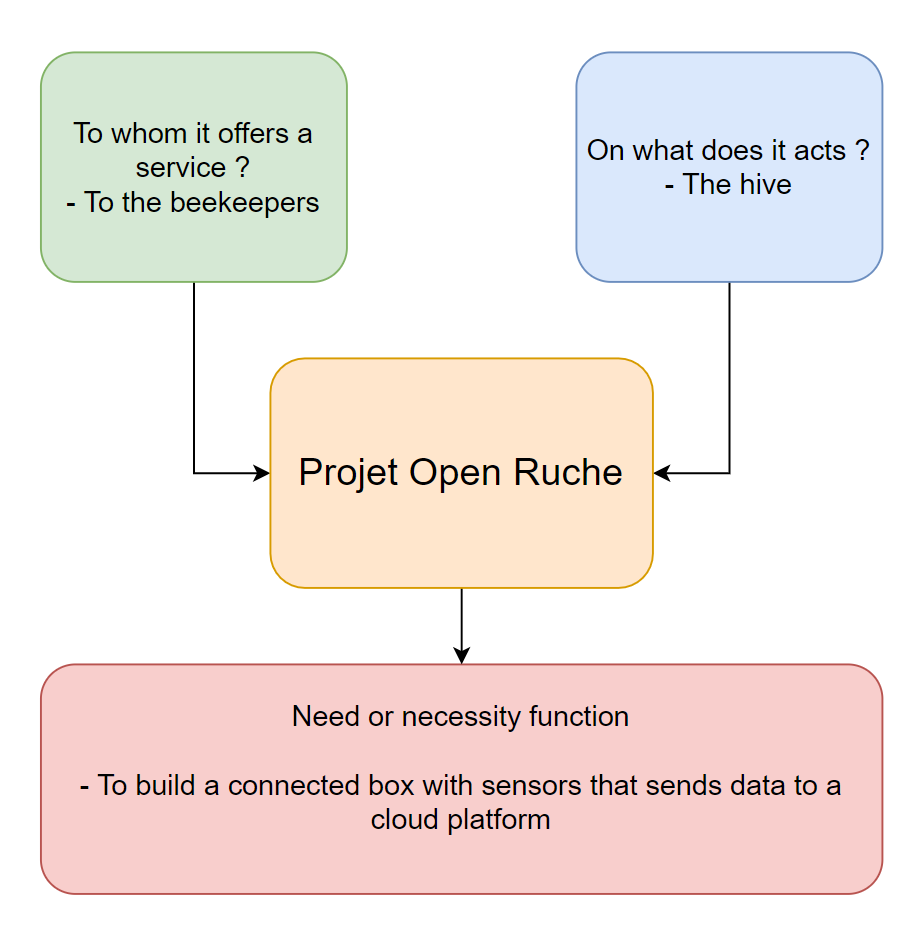 To whom it offers a
service ?
- To the beekeepers
On what does it acts ?
- The hive
Projet Open Ruche
Need or necessity function
- To build a connected box with sensors that sends data to a
cloud platform